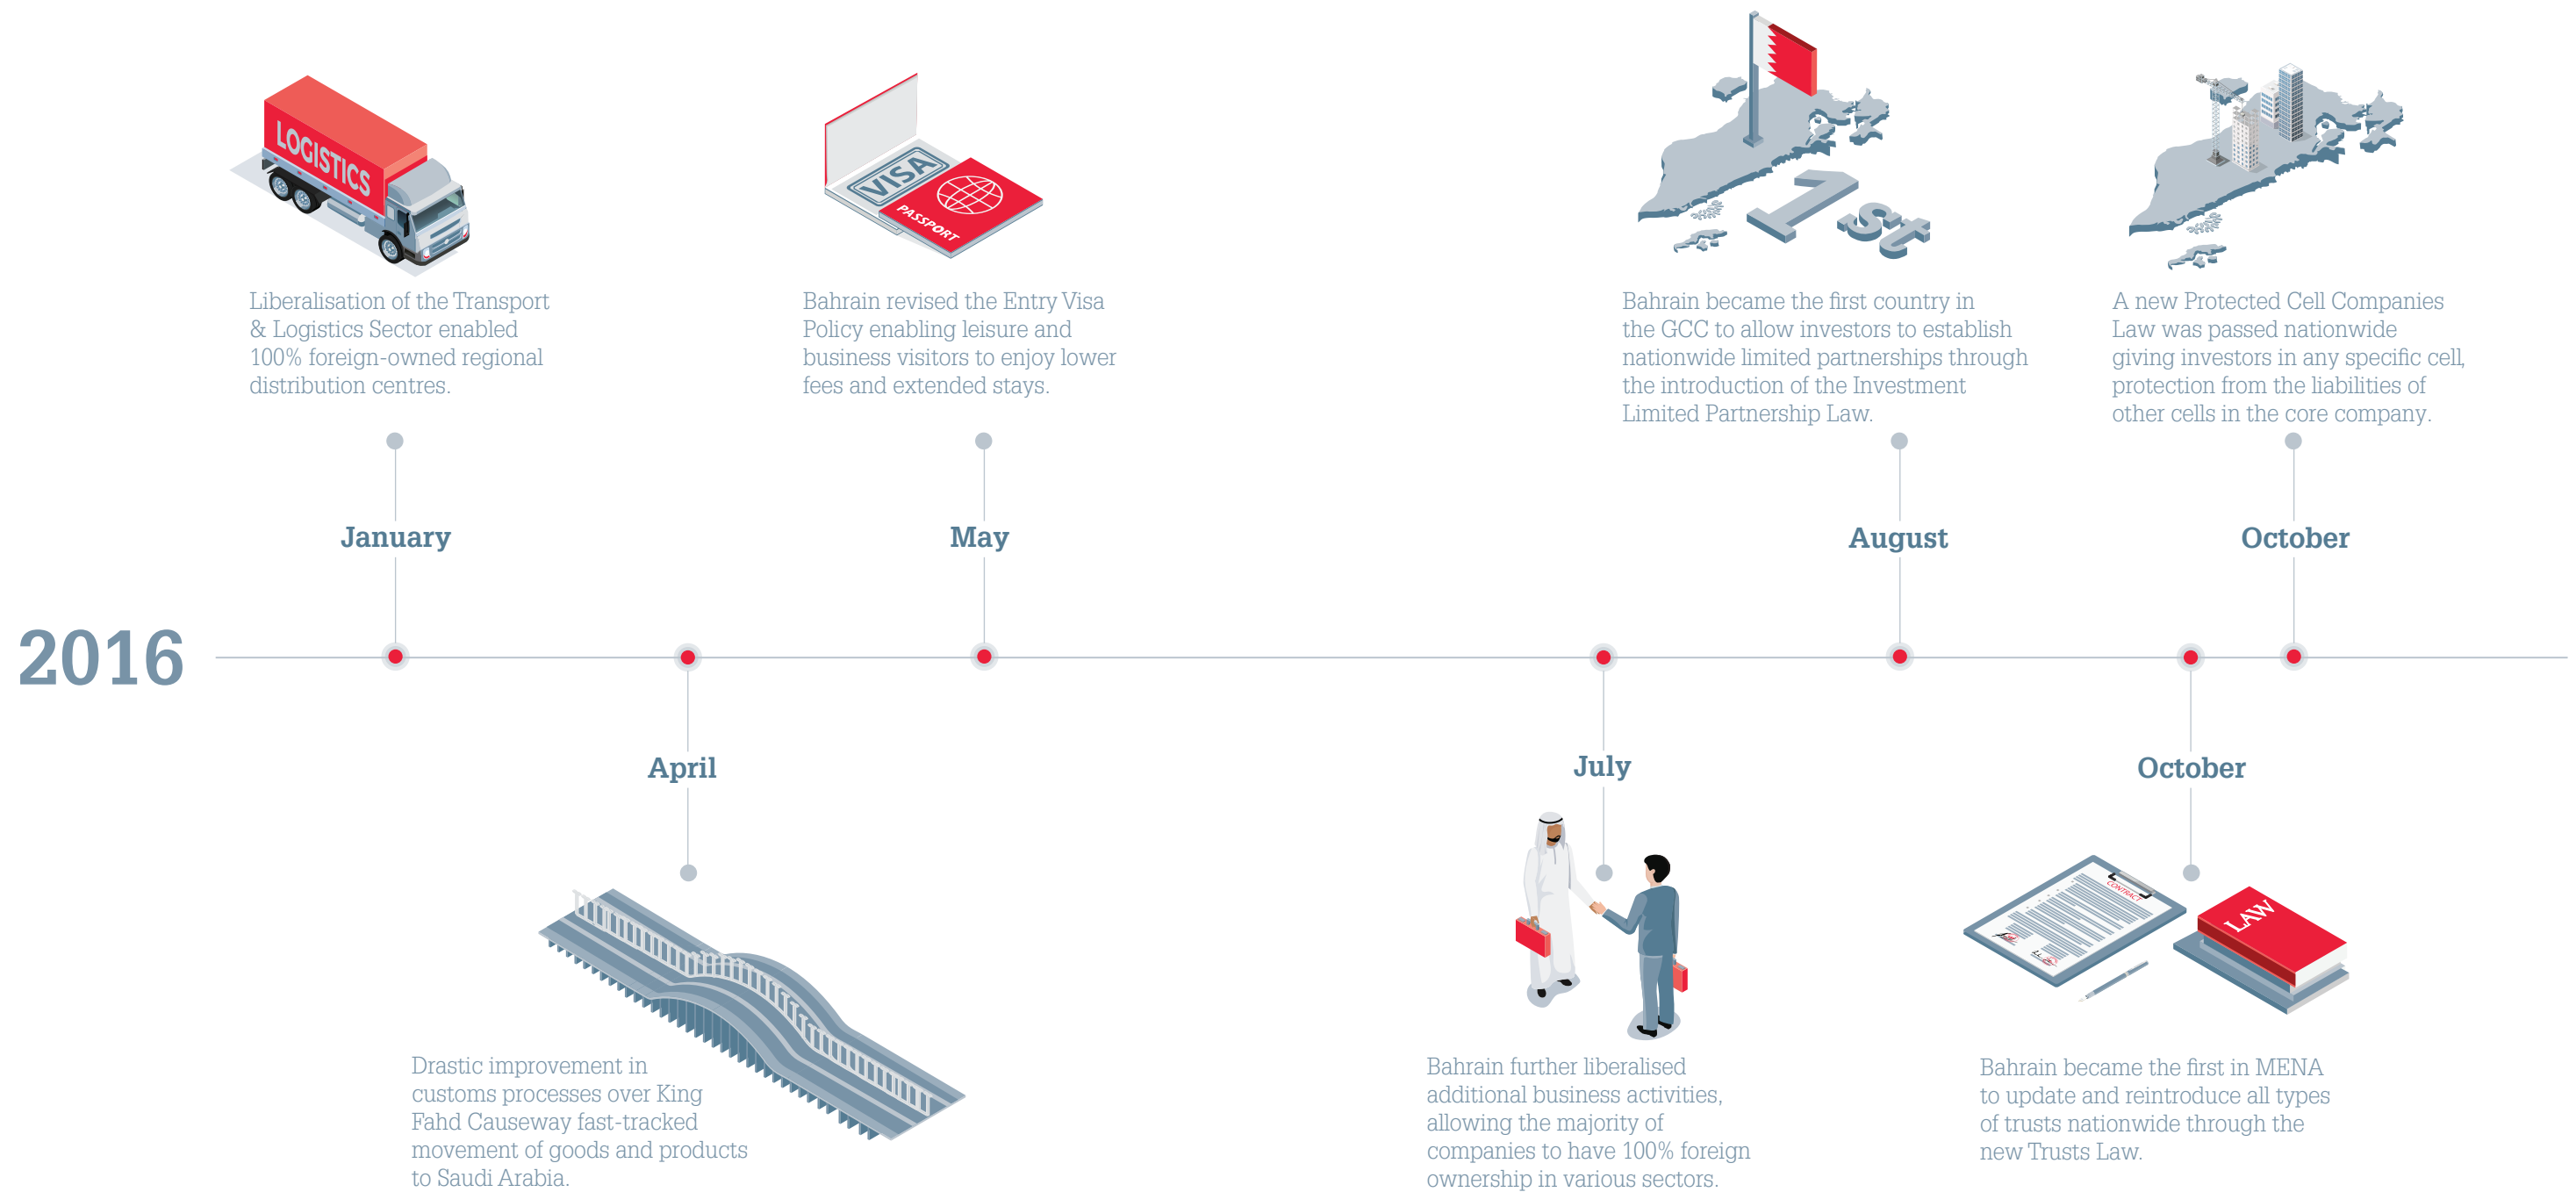 LOGISTICS
Liberalisation of the Transport
& Logistics Sector enabled
100% foreign-owned regional
distribution centres.
VISA
PASSPORT
Bahrain revised the Entry Visa
Policy enabling leisure and
business visitors to enjoy lower
fees and extended stays.
1st
Bahrain became the first country in
the GCC to allow investors to establish
nationwide limited partnerships through
the introduction of the Investment
Limited Partnership Law.
A new Protected Cell Companies
Law was passed nationwide
giving investors in any specific cell,
protection from the liabilities of
other cells in the core company.
January
May
August
October
2016
April
July
October
Drastic improvement in
customs processes over King
Fahd Causeway fast-tracked
movement of goods and products
to Saudi Arabia.
Bahrain further liberalised
additional business activities,
allowing the majority of
companies to have 100% foreign
ownership in various sectors.
CONTRACT
LAW
Bahrain became the first in MENA
to update and reintroduce all types
of trusts nationwide through the
new Trusts Law.